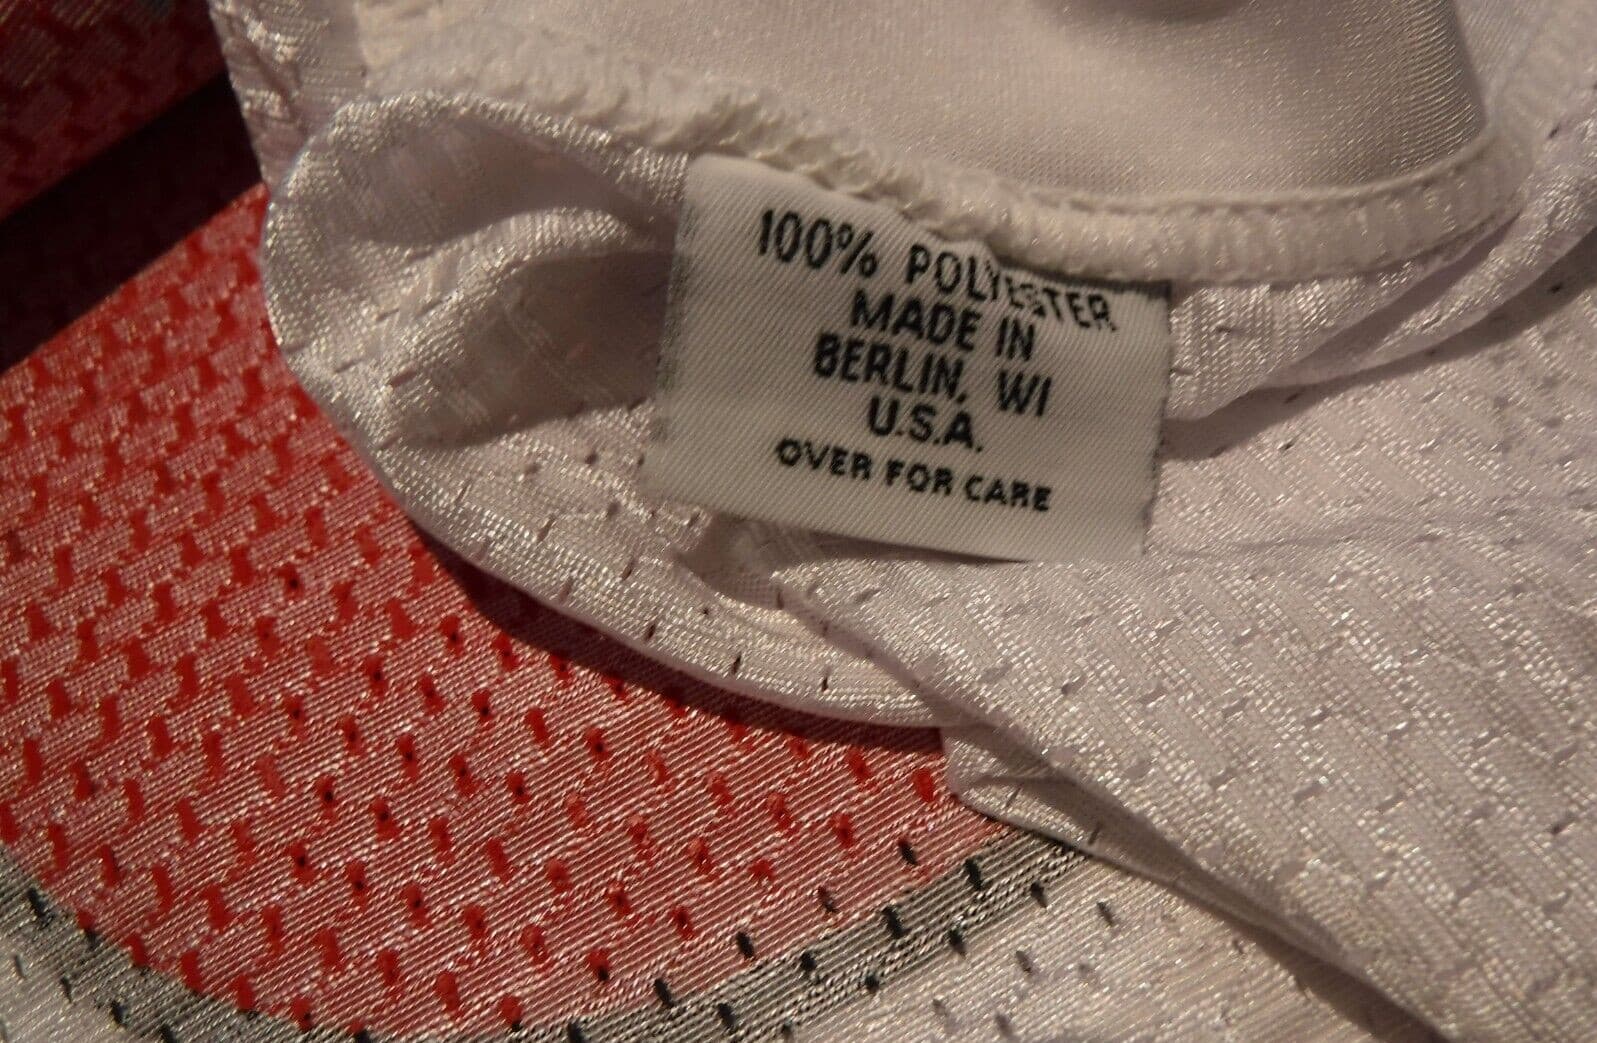 100% POLYESTER
MADE IN
BERLIN, WI
U.S.A.
OVER FOR CARE